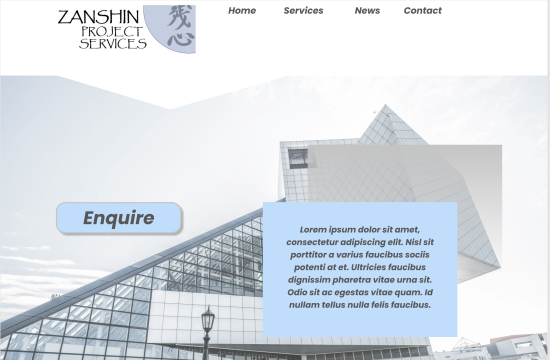 Home Services News Contact
ZANSHIN
PROJECT
SERVICES
残
心
Enquire
Lorem ipsum dolor sit amet,
consectetur adipiscing elit. Nisl sit
porttitor a varius faucibus sociis
potenti at et. Ultricies faucibus
dignissim pharetra vitae urna sit.
Odio sit ac egestas vitae quam. Id
nullam tellus nulla felis faucibus.